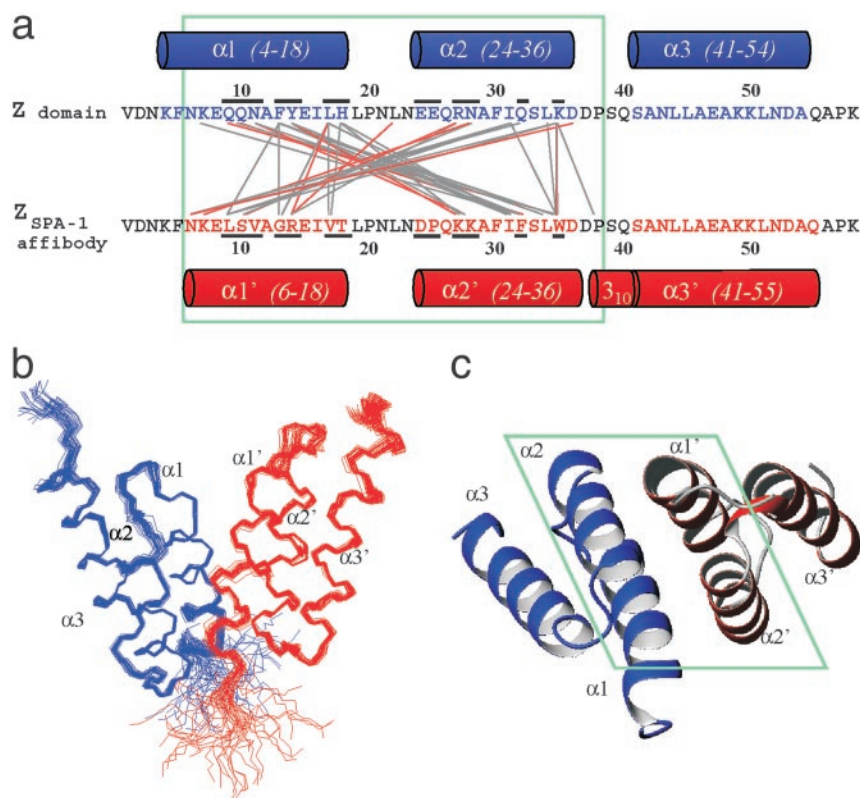 a
α1 (4-18) α2 (24-36) α3 (41-54)
10 20 30 40 50
Z domain VDNKFNKEQQNAFYEILHLPNLNEEQRNAFIQSLKDDPSQSANLLAEAKKLNDAQAPK
Z SPA-1 affibody VDNKFNKELSVAGREIVTLPNLNDPQKKAFIFSLWDDPSQSANLLAEAKKLNDAQAPK
10 20 30 40 50
α1' (6-18) α2' (24-36) 310 α3' (41-55)
b
α1
α1'
α2
α2'
α3'
α3
c
α2
α1'
α3
α3'
α2'
α1